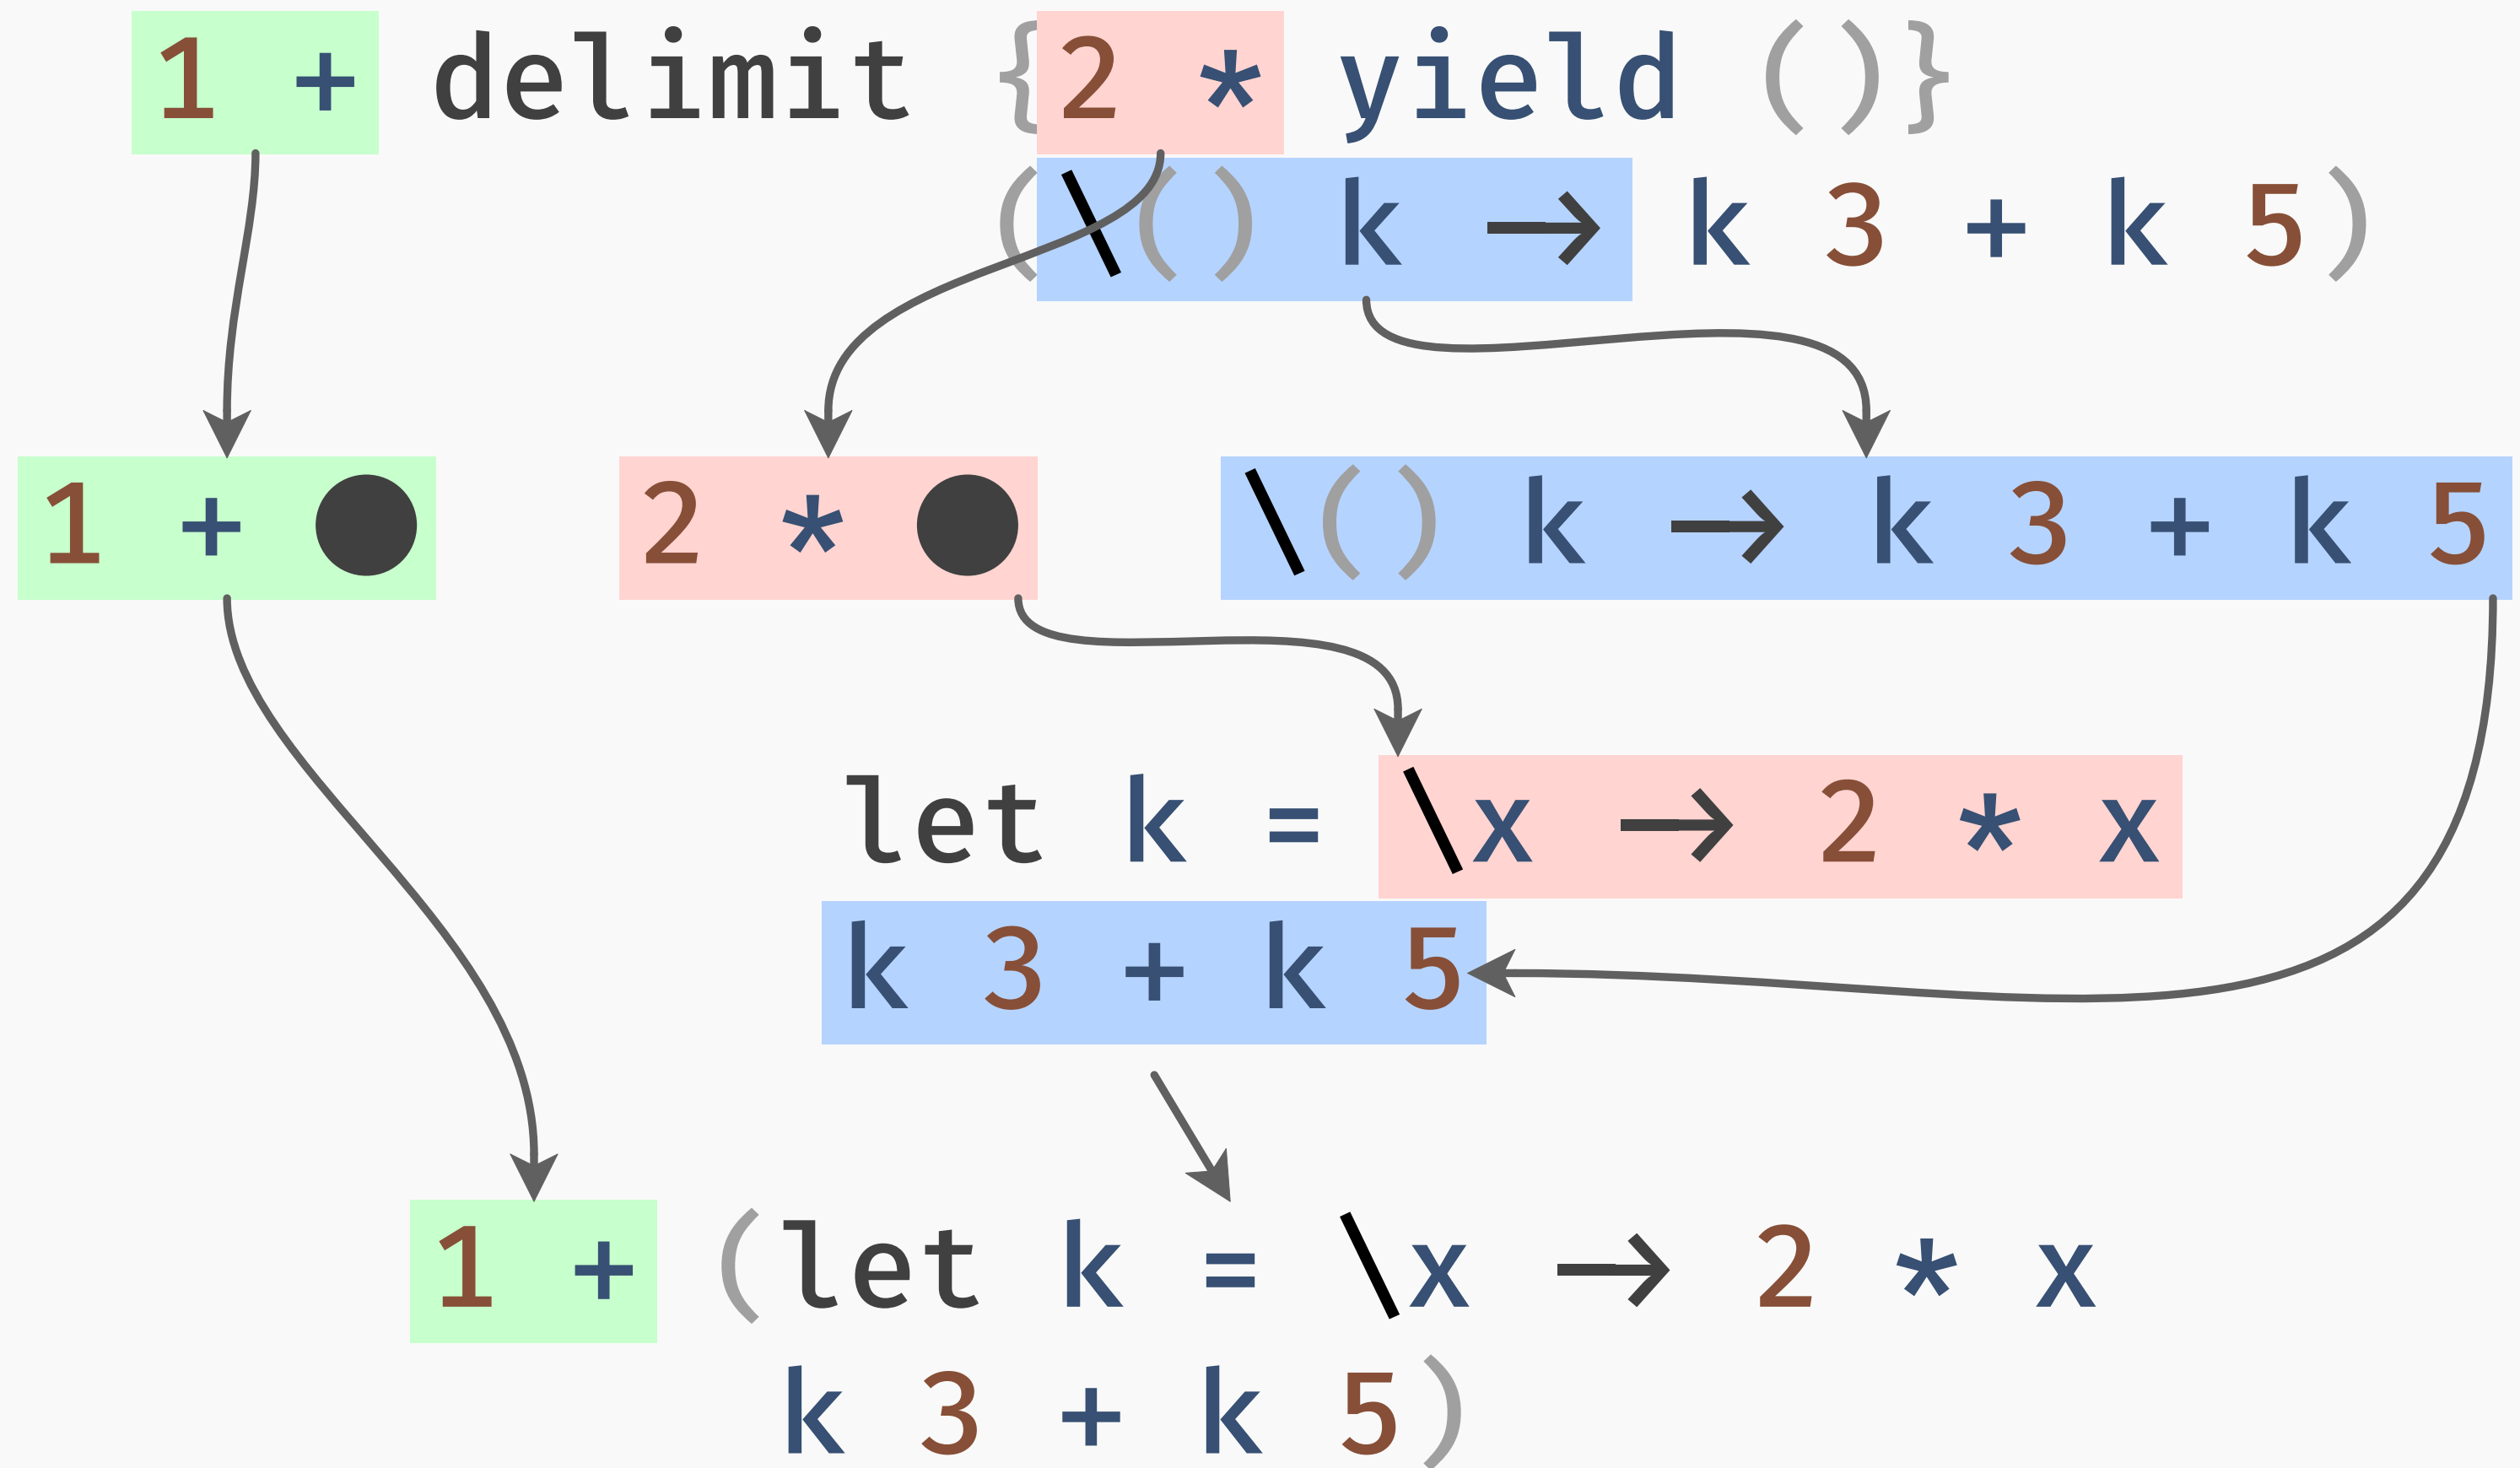 1 + delimit {2 * yield ()}
(\() k → k 3 + k 5)
1 + ●
2 * ●
\() k → k 3 + k 5
let k = \x → 2 * x
k 3 + k 5
1 + (let k = \x → 2 * x
k 3 + k 5)